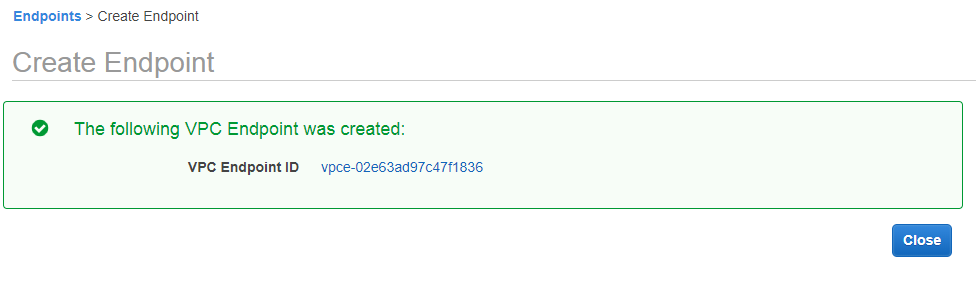 Endpoints > Create Endpoint
Create Endpoint
The following VPC Endpoint was created:
VPC Endpoint ID vpce-02e63ad97c47f1836
Close